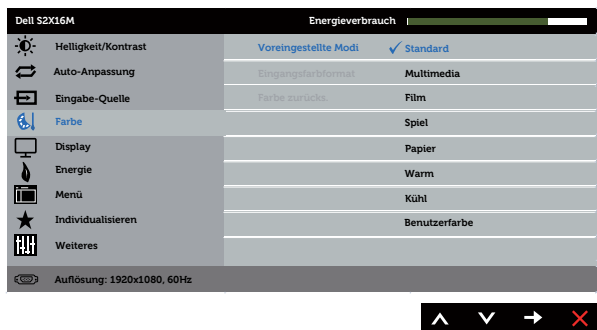 Dell S2X16M Energieverbrauch
Helligkeit/Kontrast Voreingestellte Modi Standard
Auto-Anpassung Eingangsfarbformat Multimedia
Eingabe-Quelle Farbe zurücks. Film
Farbe Spiel
Display Papier
Energie Warm
Menü Kühl
Individualisieren Benutzerfarbe
Weiteres
Auflösung: 1920x1080, 60Hz